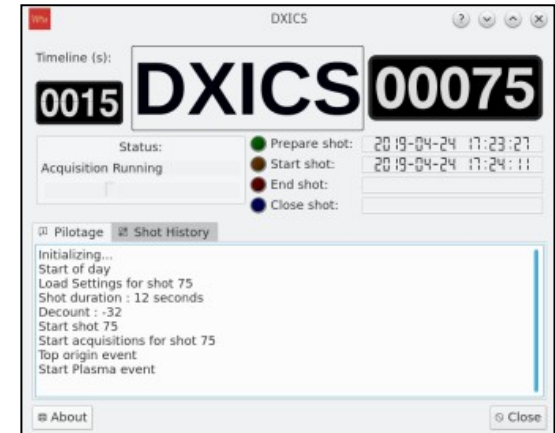 DXICS
Timeline (s):
0015
DXICS
00075
Status:
Acquisition Running
Prepare shot: 2019-04-24 17:23:27
Start shot: 2019-04-24 17:24:11
End shot:
Close shot:
Pilotage
Shot History
Initializing...
Start of day
Load Settings for shot 75
Shot duration : 12 seconds
Decount : -32
Start shot 75
Start acquisitions for shot 75
Top origin event
Start Plasma event
About
Close